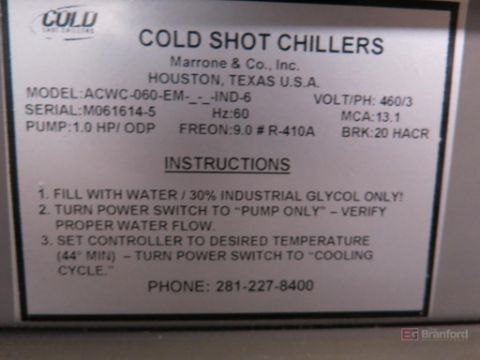 COLD
SHOT CHILLERS
COLD SHOT CHILLERS
Marrone & Co., Inc.
HOUSTON, TEXAS U.S.A.
MODEL:ACWC-060-EM-_-_-IND-6 VOLT/PH: 460/3
SERIAL:M061614-5 Hz:60 MCA:13.1
PUMP:1.0 HP/ ODP FREON:9.0 # R-410A BRK:20 HACR
INSTRUCTIONS
1. FILL WITH WATER / 30% INDUSTRIAL GLYCOL ONLY!
2. TURN POWER SWITCH TO "PUMP ONLY" – VERIFY
PROPER WATER FLOW.
3. SET CONTROLLER TO DESIRED TEMPERATURE
(44° MIN) – TURN POWER SWITCH TO "COOLING
CYCLE."
PHONE: 281-227-8400
EG Branford